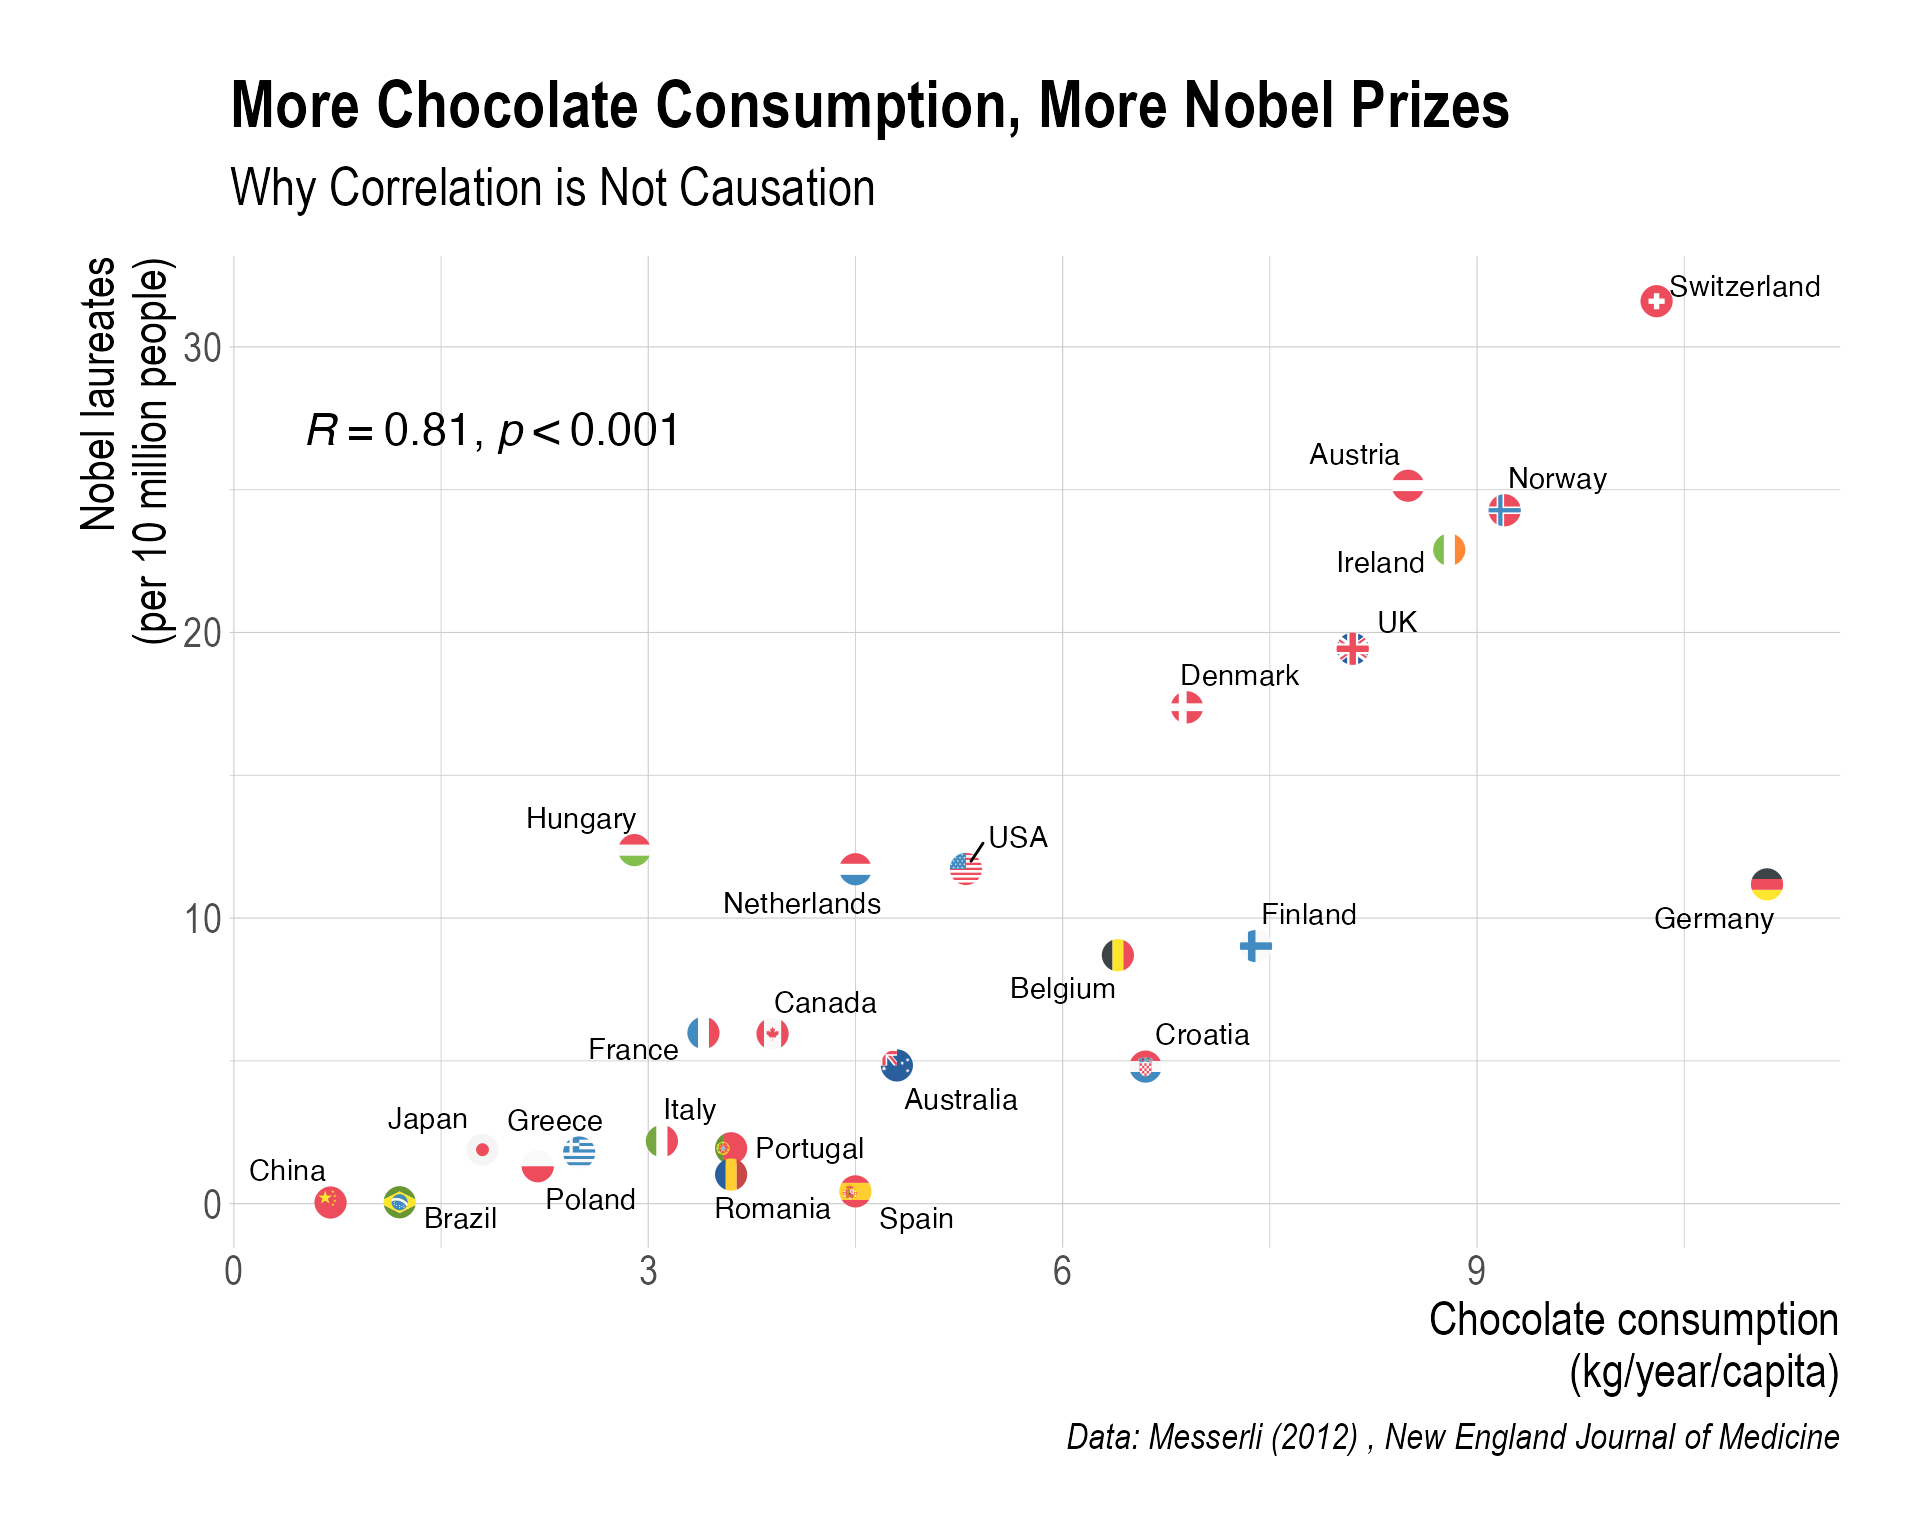 More Chocolate Consumption, More Nobel Prizes
Why Correlation is Not Causation
Nobel laureates
(per 10 million people)
30
20
10
0
R = 0.81, p < 0.001
Switzerland
Austria
Norway
Ireland
UK
Denmark
Hungary
USA
Netherlands
Germany
Finland
Belgium
Canada
France
Croatia
Australia
Italy
Japan
Greece
Portugal
China
Poland
Romania
Brazil
Spain
0
3
6
9
Chocolate consumption
(kg/year/capita)
Data: Messerli (2012) , New England Journal of Medicine